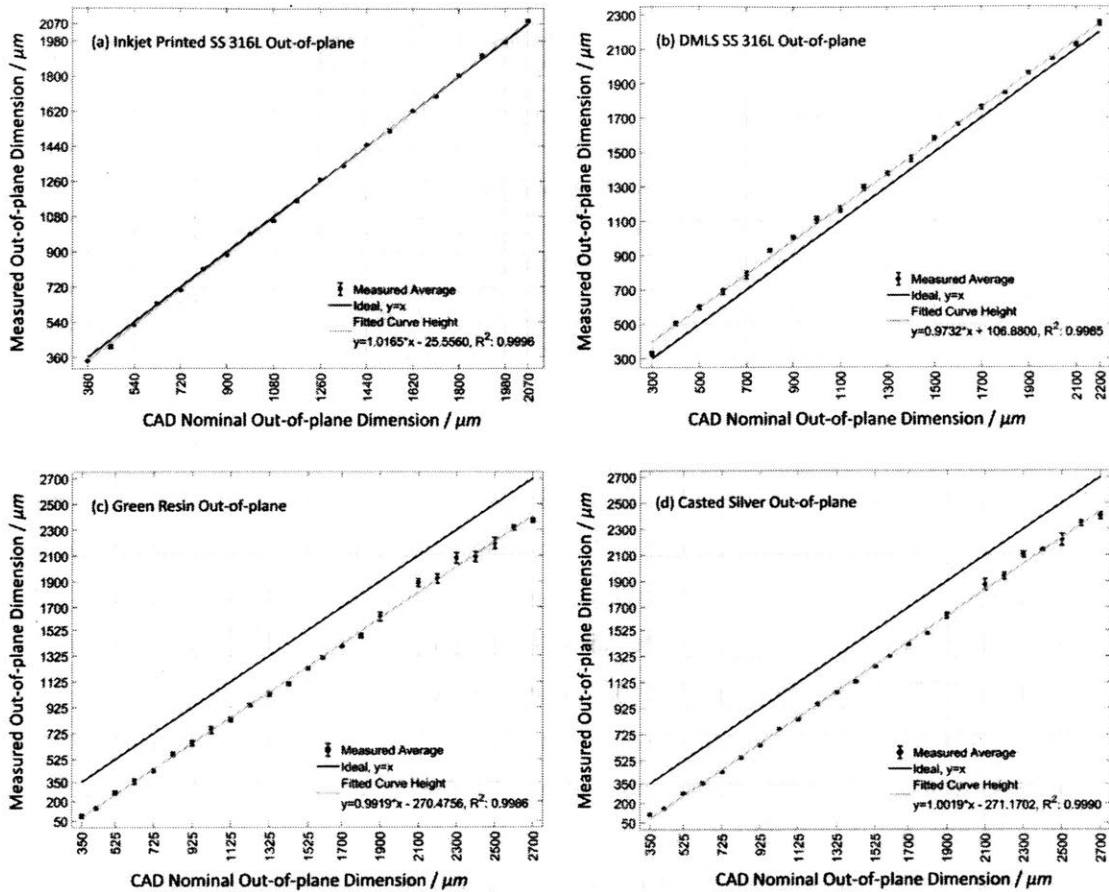 (a) Inkjet Printed SS 316L Out-of-plane
Measured Out-of-plane Dimension / μm
2070
1980
1800
1620
1440
1260
1080
900
720
540
360
Measured Average
Ideal, y=x
Fitted Curve Height
y=1.0165*x - 25.5560, R²: 0.9996
360 540 720 900 1080 1260 1440 1620 1800 1980 2070
CAD Nominal Out-of-plane Dimension / μm
(b) DMLS SS 316L Out-of-plane
Measured Out-of-plane Dimension / μm
2300
2100
1900
1700
1500
1300
1100
900
700
500
300
Measured Average
Ideal, y=x
Fitted Curve Height
y=0.9732*x + 106.8800, R²: 0.9985
300 500 700 900 1100 1300 1500 1700 1900 2100 2200
CAD Nominal Out-of-plane Dimension / μm
(c) Green Resin Out-of-plane
Measured Out-of-plane Dimension / μm
2700
2500
2300
2100
1900
1700
1525
1325
1125
925
725
525
350
200
50
Measured Average
Ideal, y=x
Fitted Curve Height
y=0.9919*x - 270.4756, R²: 0.9986
350 525 725 925 1125 1325 1525 1700 1900 2100 2300 2500 2700
CAD Nominal Out-of-plane Dimension / μm
(d) Casted Silver Out-of-plane
Measured Out-of-plane Dimension / μm
2700
2500
2300
2100
1900
1700
1525
1325
1125
925
725
525
350
200
50
Measured Average
Ideal, y=x
Fitted Curve Height
y=1.0019*x - 271.1702, R²: 0.9990
350 525 725 925 1125 1325 1525 1700 1900 2100 2300 2500 2700
CAD Nominal Out-of-plane Dimension / μm